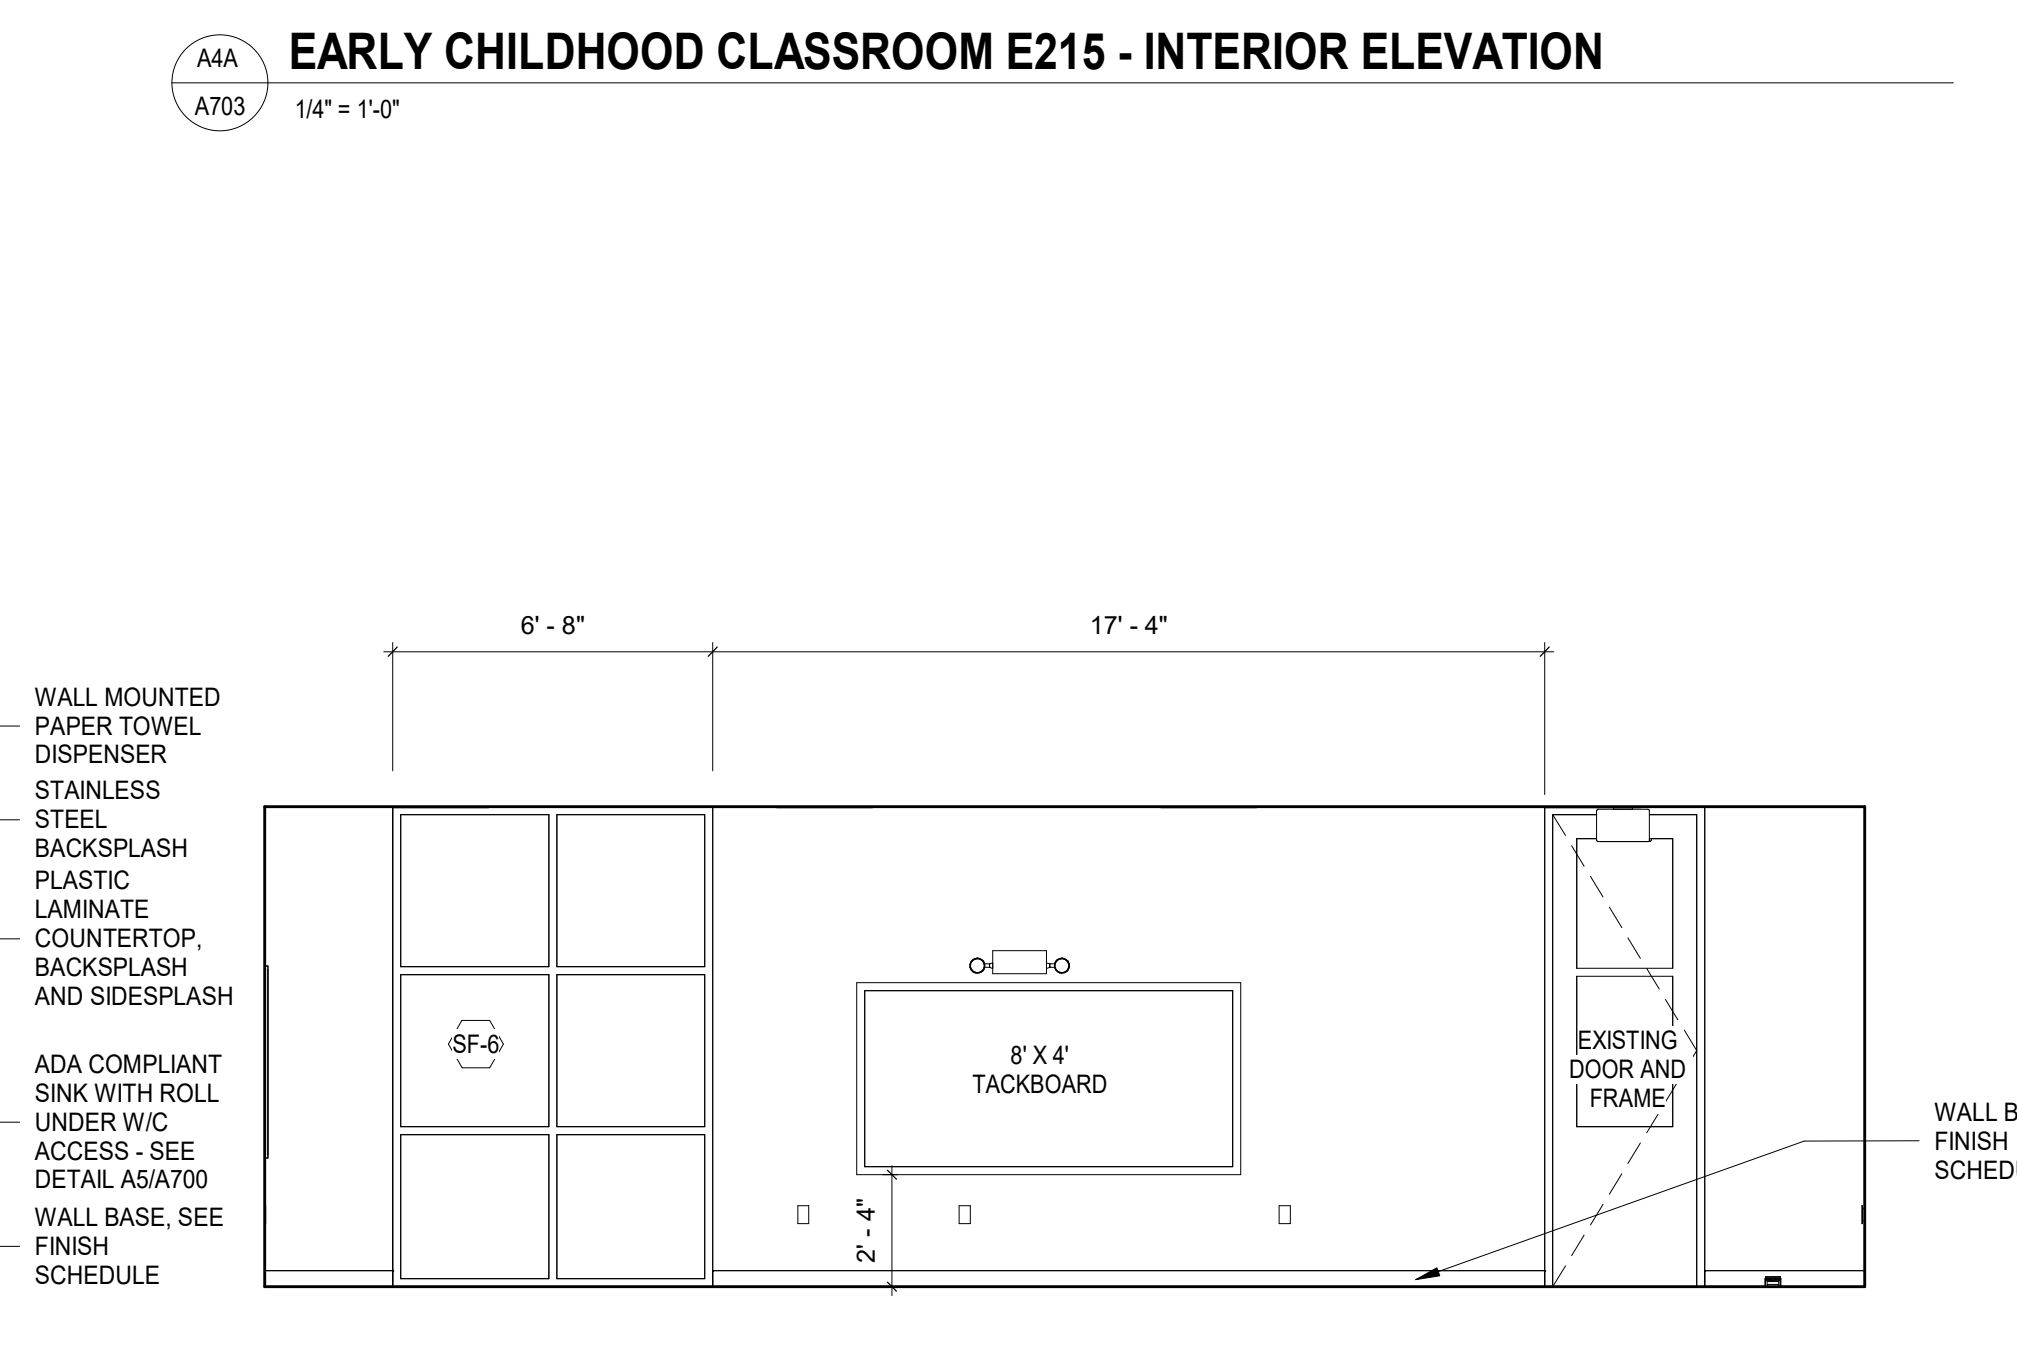 A4A
EARLY CHILDHOOD CLASSROOM E215 - INTERIOR ELEVATION
A703
1/4" = 1'-0"
6' - 8"
17' - 4"
WALL MOUNTED
PAPER TOWEL
DISPENSER
STAINLESS
STEEL
BACKSPLASH
PLASTIC
LAMINATE
COUNTERTOP,
BACKSPLASH
AND SIDESPLASH
ADA COMPLIANT
SINK WITH ROLL
UNDER W/C
ACCESS - SEE
DETAIL A5/A700
WALL BASE, SEE
FINISH
SCHEDULE
SF-6
8' X 4'
TACKBOARD
2' - 4"
EXISTING
DOOR AND
FRAME
WALL
FINISH